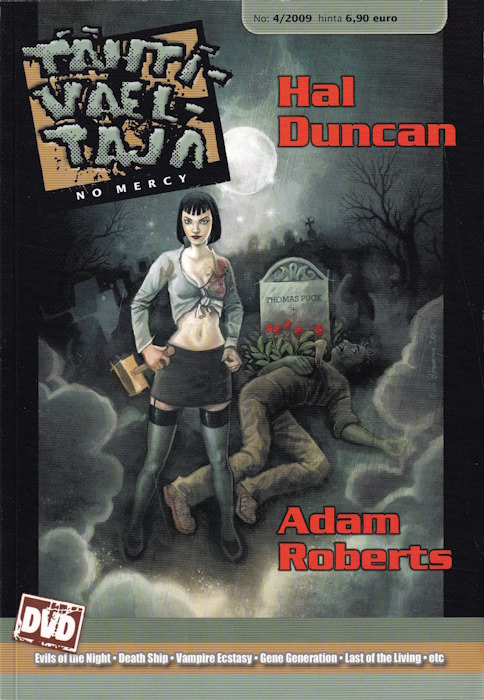 No: 4/2009 hinta 6,90 euro
TÄHTI-
VAEL-
TAJA
NO MERCY
Hal
Duncan
THOMAS PUCK
Adam
Roberts
DVD
Evils of the Night • Death Ship • Vampire Ecstasy • Gene Generation • Last of the Living • etc